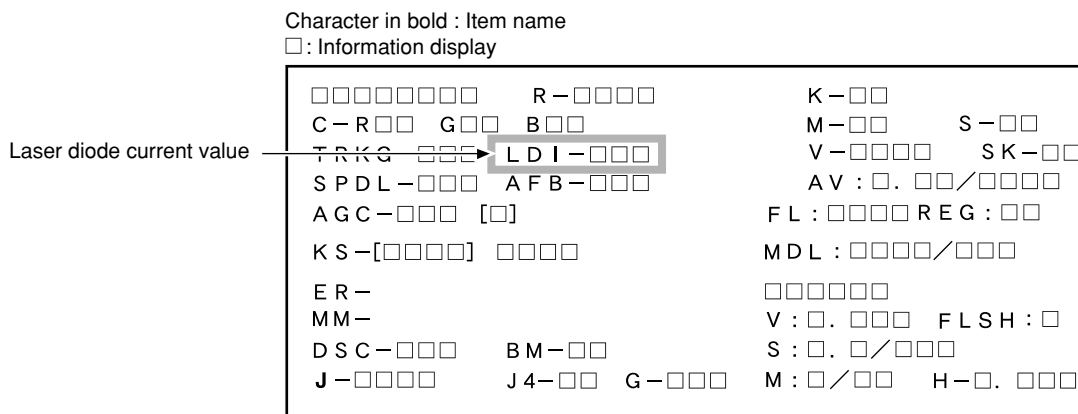 Character in bold : Item name
□ : Information display
□□□□□□□□ R－□□□□ K－□□
C－R□□ G□□ B□□ M－□□ S－□□
Laser diode current value TRKG－□□□ LDI－□□□ V－□□□□ SK－□□
SPDL－□□□ AFB－□□□ AV：□．□□／□□□□
AGC－□□□ [□] FL：□□□□ REG：□□
KS－[□□□□] □□□□ MDL：□□□□／□□□
ER－ □□□□□□
MM－ V：□．□□□ FLSH：□
DSC－□□□ BM－□□ S：□．□／□□□
J－□□□□ J4－□□ G－□□□ M：□／□□ H－□．□□□